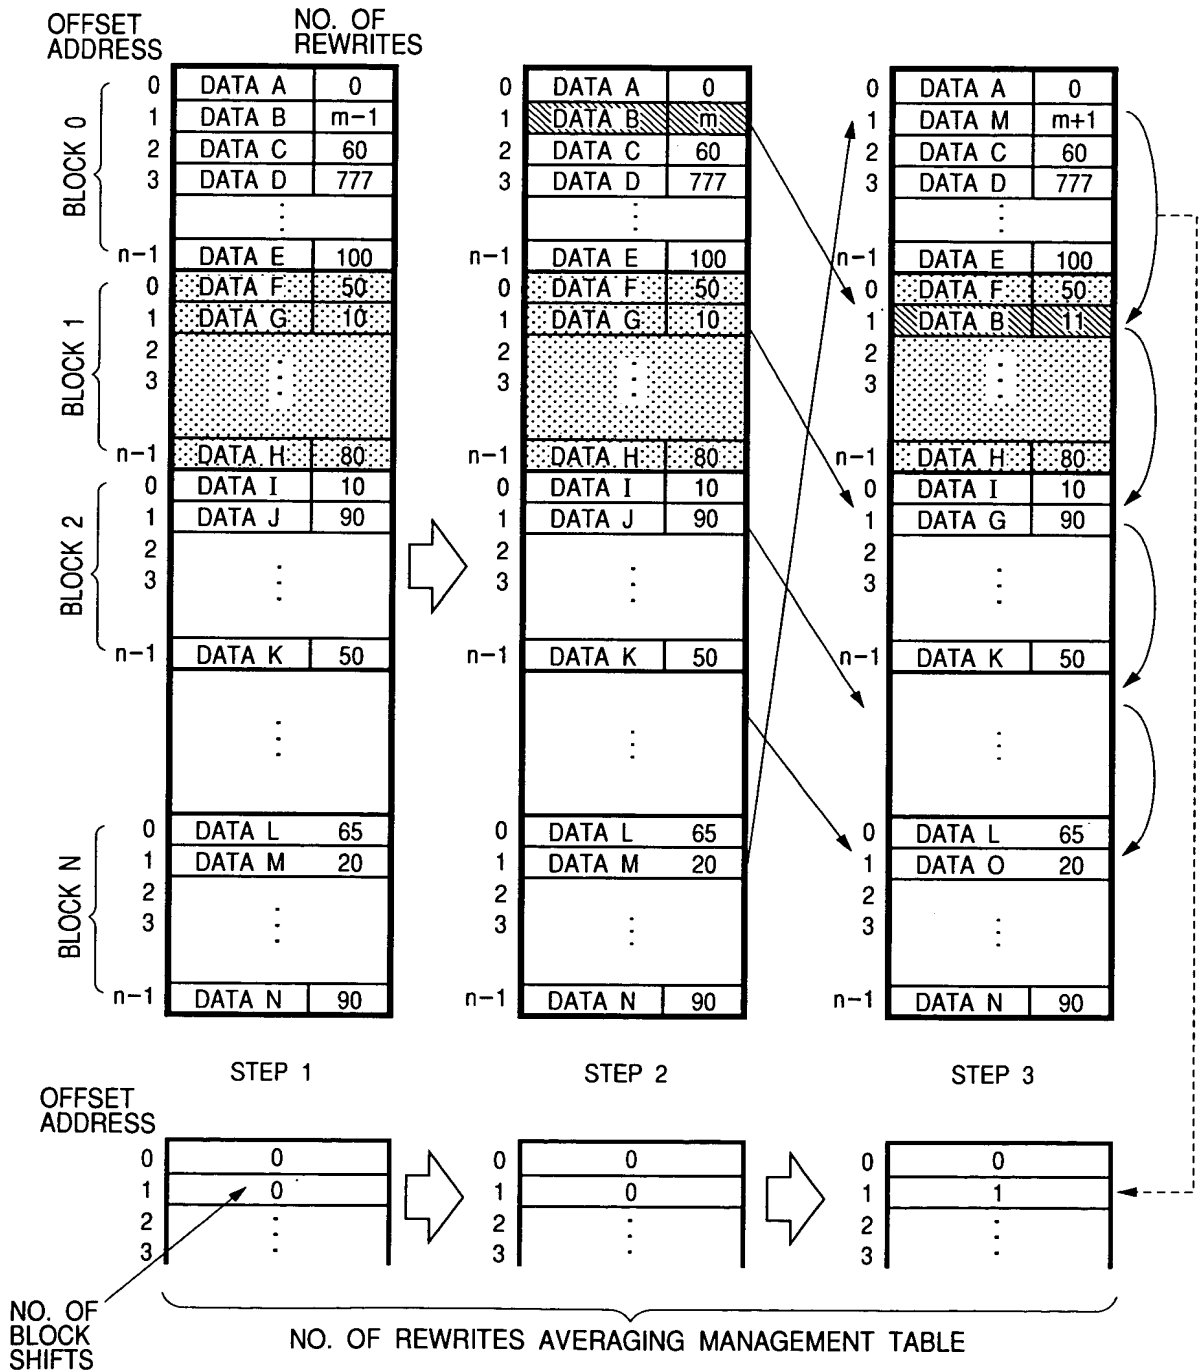 OFFSET
ADDRESS
NO. OF
REWRITES
BLOCK 0
0 DATA A 0
1 DATA B m-1
2 DATA C 60
3 DATA D 777
n-1 DATA E 100
BLOCK 1
0 DATA F 50
1 DATA G 10
2
3
n-1 DATA H 80
BLOCK 2
0 DATA I 10
1 DATA J 90
2
3
n-1 DATA K 50
BLOCK N
0 DATA L 65
1 DATA M 20
2
3
n-1 DATA N 90
STEP 1
0 DATA A 0
1 DATA B m
2 DATA C 60
3 DATA D 777
n-1 DATA E 100
0 DATA F 50
1 DATA G 10
2
3
n-1 DATA H 80
0 DATA I 10
1 DATA J 90
2
3
n-1 DATA K 50
0 DATA L 65
1 DATA M 20
2
3
n-1 DATA N 90
STEP 2
0 DATA A 0
1 DATA M m+1
2 DATA C 60
3 DATA D 777
n-1 DATA E 100
0 DATA F 50
1 DATA B 11
2
3
n-1 DATA H 80
0 DATA I 10
1 DATA G 90
2
3
n-1 DATA K 50
0 DATA L 65
1 DATA O 20
2
3
n-1 DATA N 90
STEP 3
OFFSET
ADDRESS
0 0
1 0
2
3
0 0
1 0
2
3
0 0
1 1
2
3
NO. OF
BLOCK
SHIFTS
NO. OF REWRITES AVERAGING MANAGEMENT TABLE